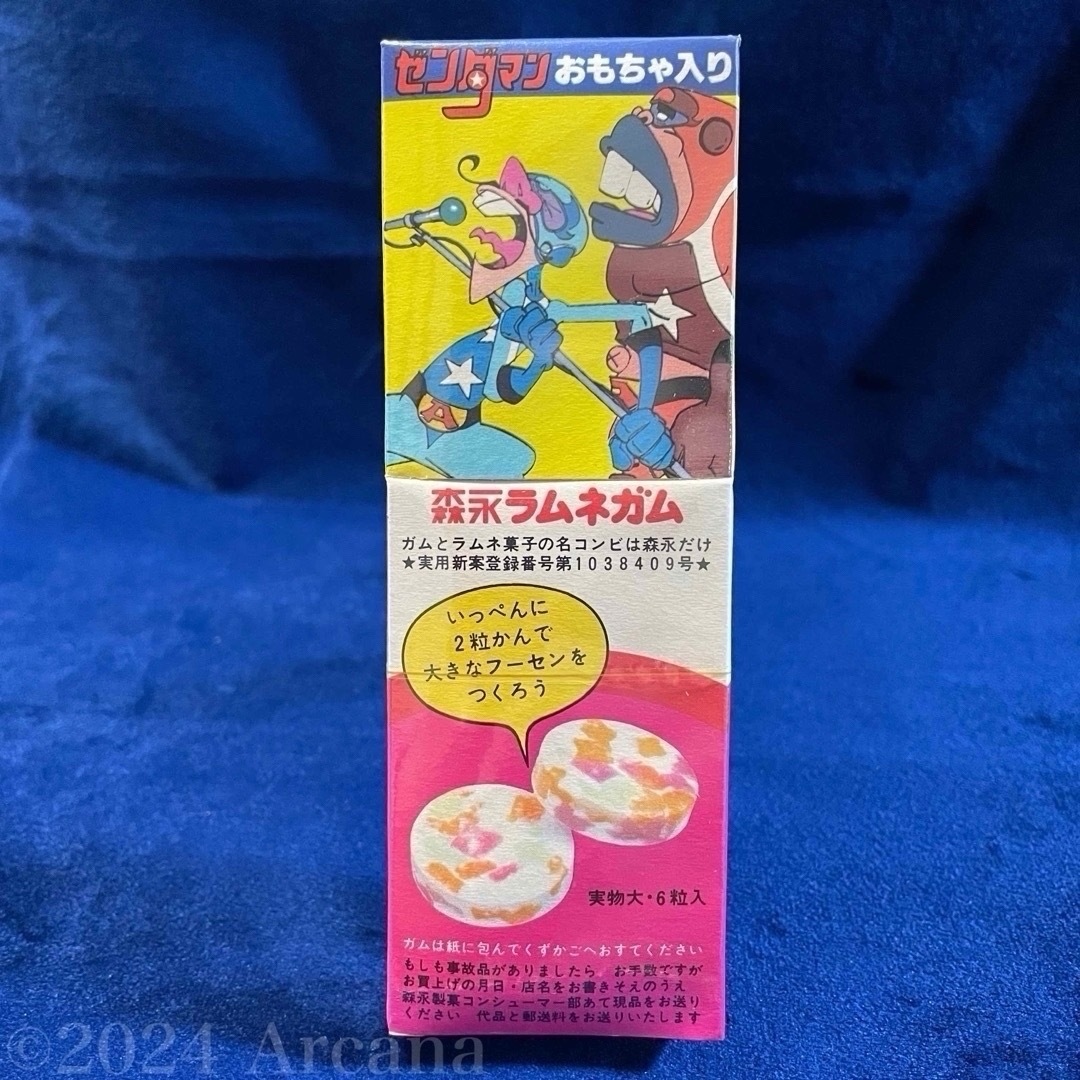 ゼンダマン おもちゃ入り
A
森永ラムネガム
ガムとラムネ菓子の名コンビは森永だけ
★実用新案登録番号第1038409号★
いっぺんに
2粒かんで
大きなフーセンを
つくろう
実物大・6粒入
ガムは紙に包んでくずかごへおすてください
もしも事故品がありましたら、お手数ですが
お買上げの月日・店名をお書きそえのうえ
森永製菓コンシューマー部あて現品をお送り
ください 代品と郵送料をお送りいたします
©2024 Arcana